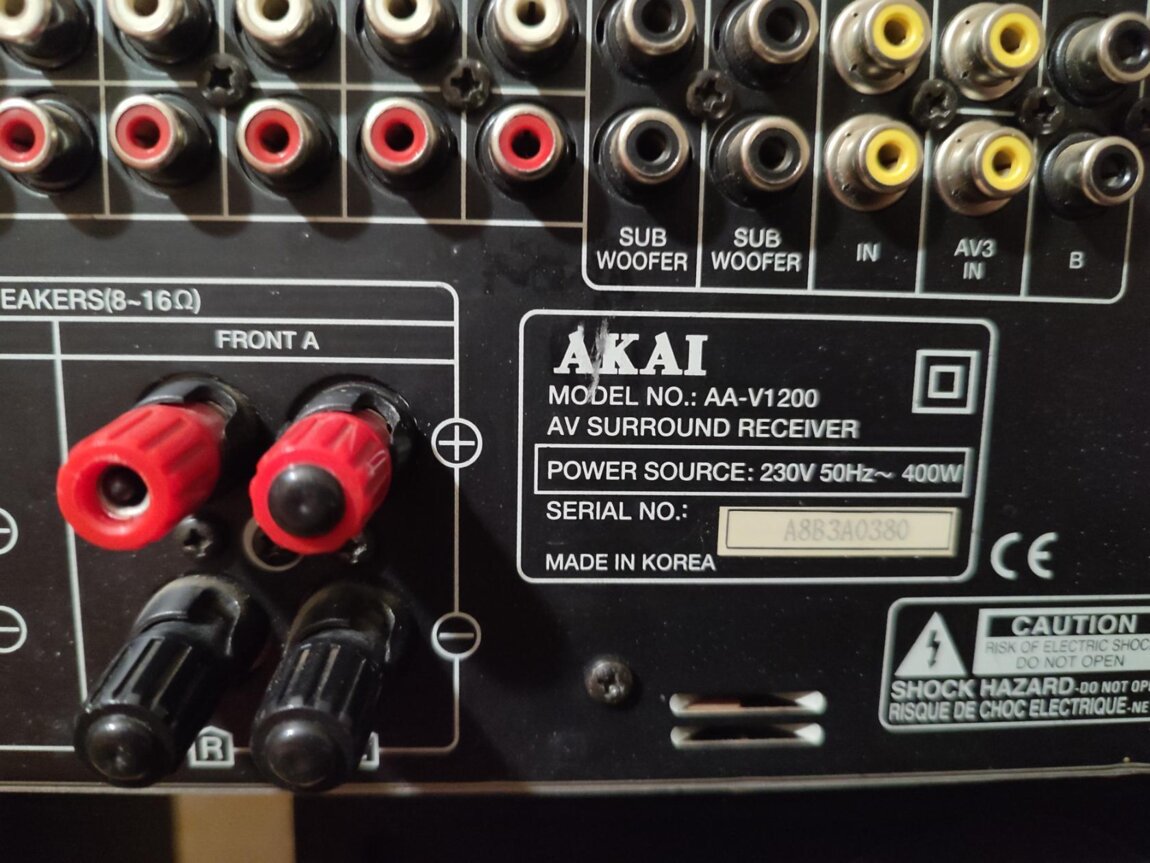 SUB
WOOFER
SUB
WOOFER
IN
AV3
IN
B
EAKERS(8~16Ω)
FRONT A
AKAI
MODEL NO.: AA-V1200
AV SURROUND RECEIVER
POWER SOURCE: 230V 50Hz~ 400W
SERIAL NO.:
A8B3A0380
MADE IN KOREA
CE
+
−
R
CAUTION
RISK OF ELECTRIC SHOC
DO NOT OPEN
SHOCK HAZARD-DO NOT OP
RISQUE DE CHOC ELECTRIQUE-NE